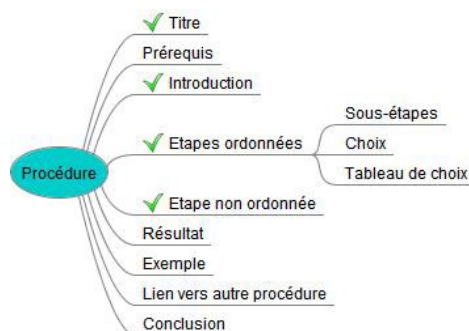 Titre
Prérequis
Introduction
Sous-étapes
Etapes ordonnées
Choix
Tableau de choix
Procédure
Etape non ordonnée
Résultat
Exemple
Lien vers autre procédure
Conclusion